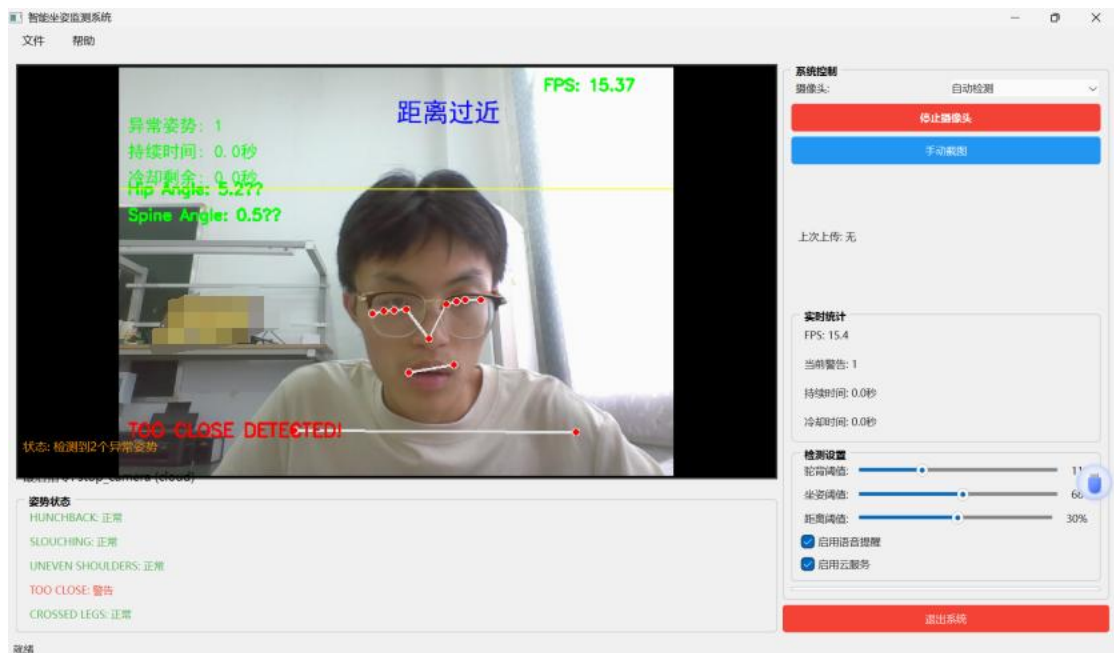 智能坐姿监测系统
文件 帮助
FPS: 15.37
距离过近
异常姿势: 1
持续时间: 0.0秒
冷却剩余: 0.0秒
Hip Angle: 5.2??
Spine Angle: 0.5??
TOO CLOSE DETECTED!
状态: 检测到2个异常姿势
stop_camera (cloud)
姿势状态
HUNCHBACK: 正常
SLOUCHING: 正常
UNEVEN SHOULDERS: 正常
TOO CLOSE: 警告
CROSSED LEGS: 正常
就绪
系统控制
摄像头: 自动检测
停止摄像头
手动截图
上次上传: 无
实时统计
FPS: 15.4
当前警告: 1
持续时间: 0.0秒
冷却时间: 0.0秒
检测设置
驼背阈值:
坐姿阈值:
距离阈值: 30%
启用语音提醒
启用云服务
退出系统